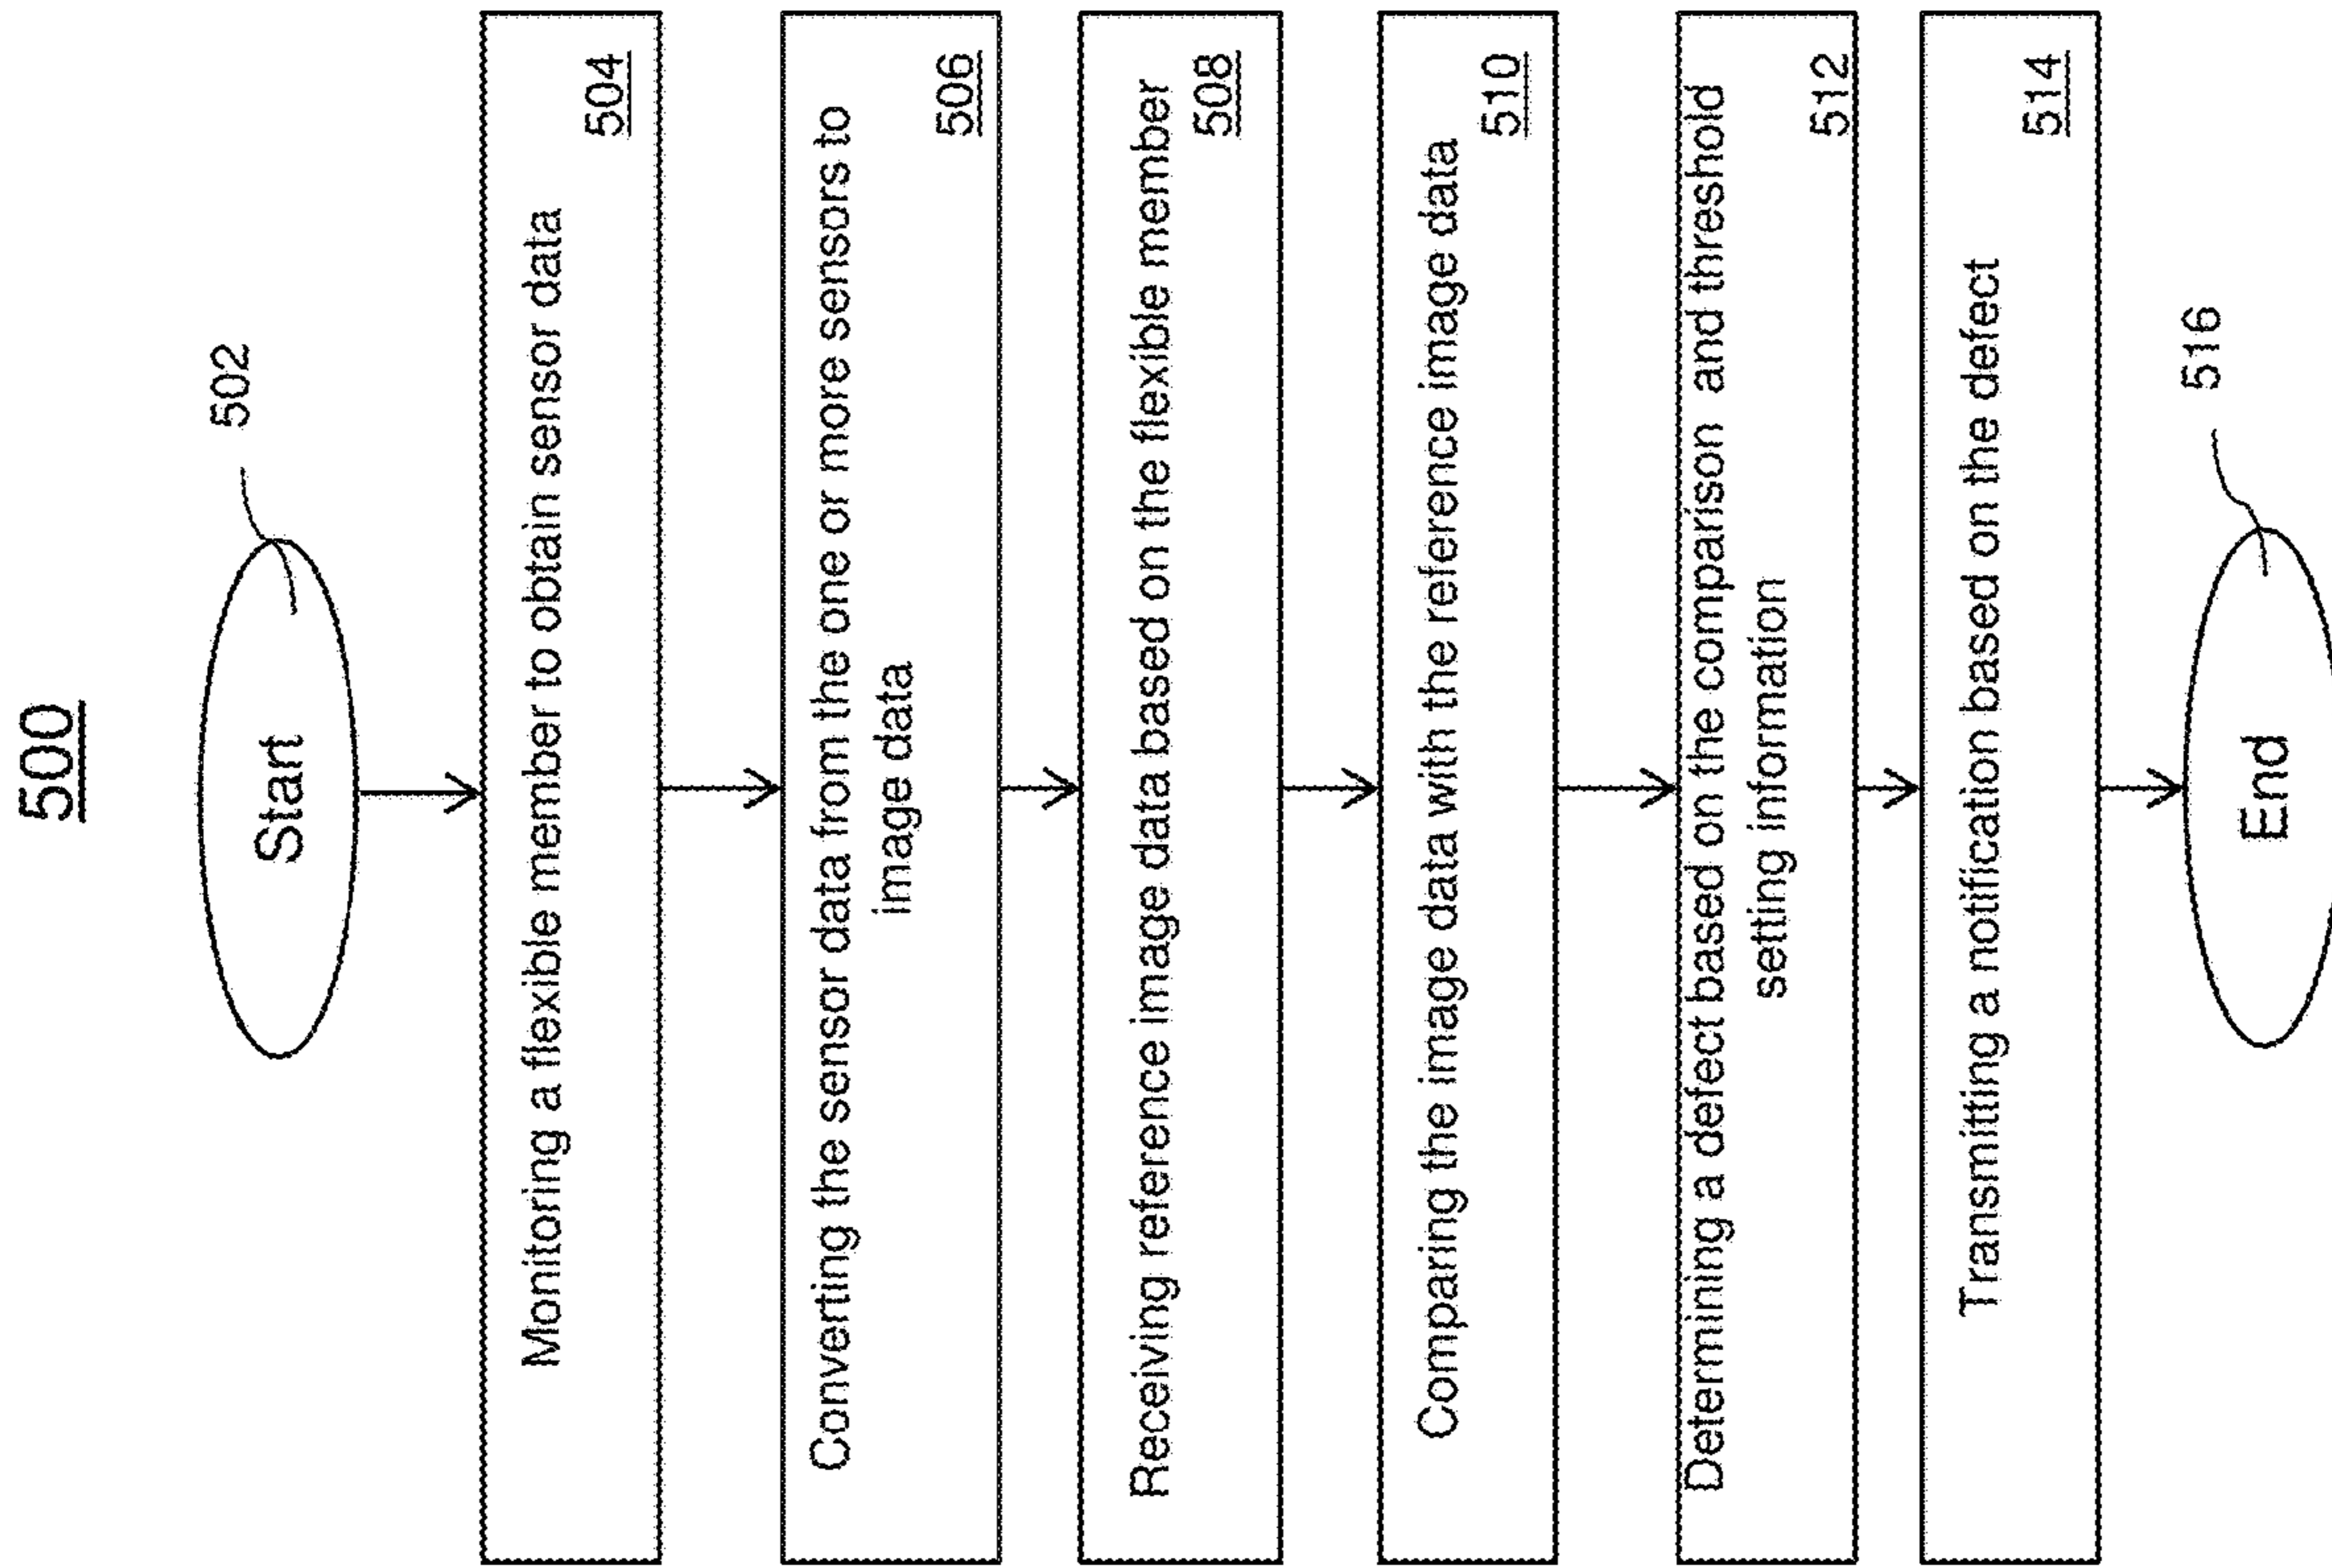 500
Start
502
Monitoring a flexible member to obtain sensor data
504
Converting the sensor data from the one or more sensors to
image data
506
Receiving reference image data based on the flexible member
508
Comparing the image data with the reference image data
510
Determining a defect based on the comparison and threshold
setting information
512
Transmitting a notification based on the defect
514
End
516